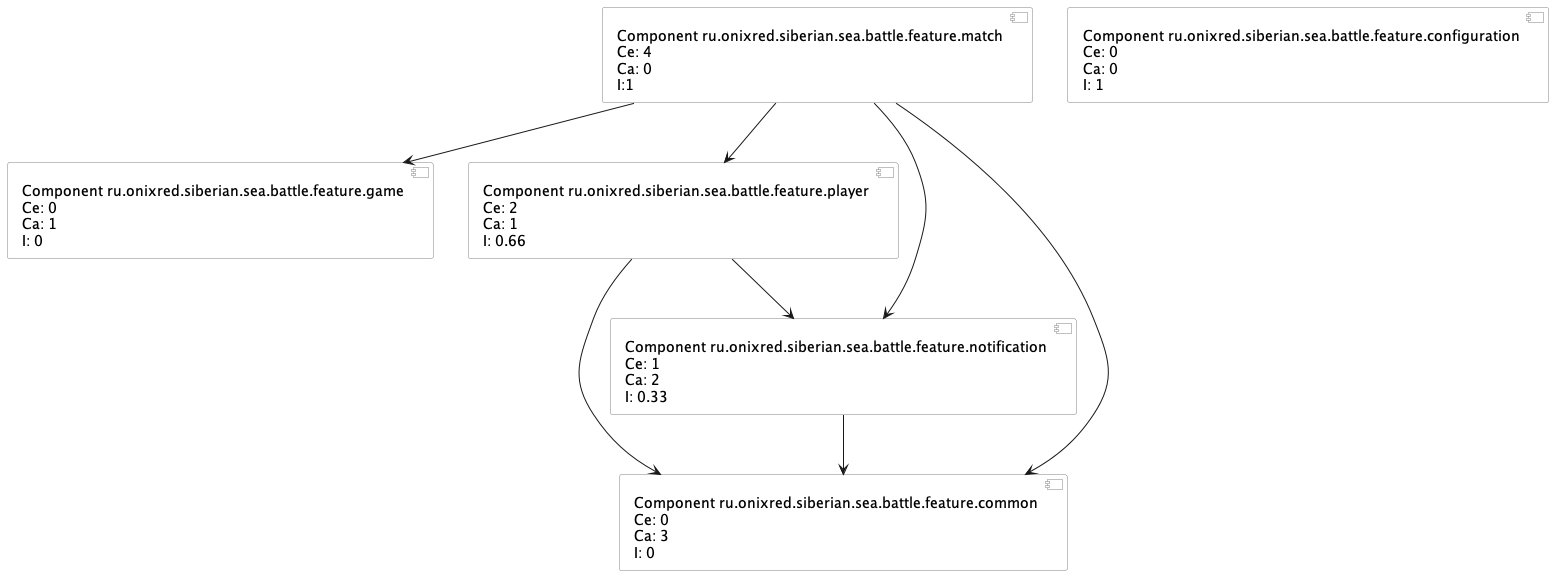 Component ru.onixred.siberian.sea.battle.feature.match
Ce: 4
Ca: 0
I:1
Component ru.onixred.siberian.sea.battle.feature.configuration
Ce: 0
Ca: 0
I: 1
Component ru.onixred.siberian.sea.battle.feature.game
Ce: 0
Ca: 1
I: 0
Component ru.onixred.siberian.sea.battle.feature.player
Ce: 2
Ca: 1
I: 0.66
Component ru.onixred.siberian.sea.battle.feature.notification
Ce: 1
Ca: 2
I: 0.33
Component ru.onixred.siberian.sea.battle.feature.common
Ce: 0
Ca: 3
I: 0